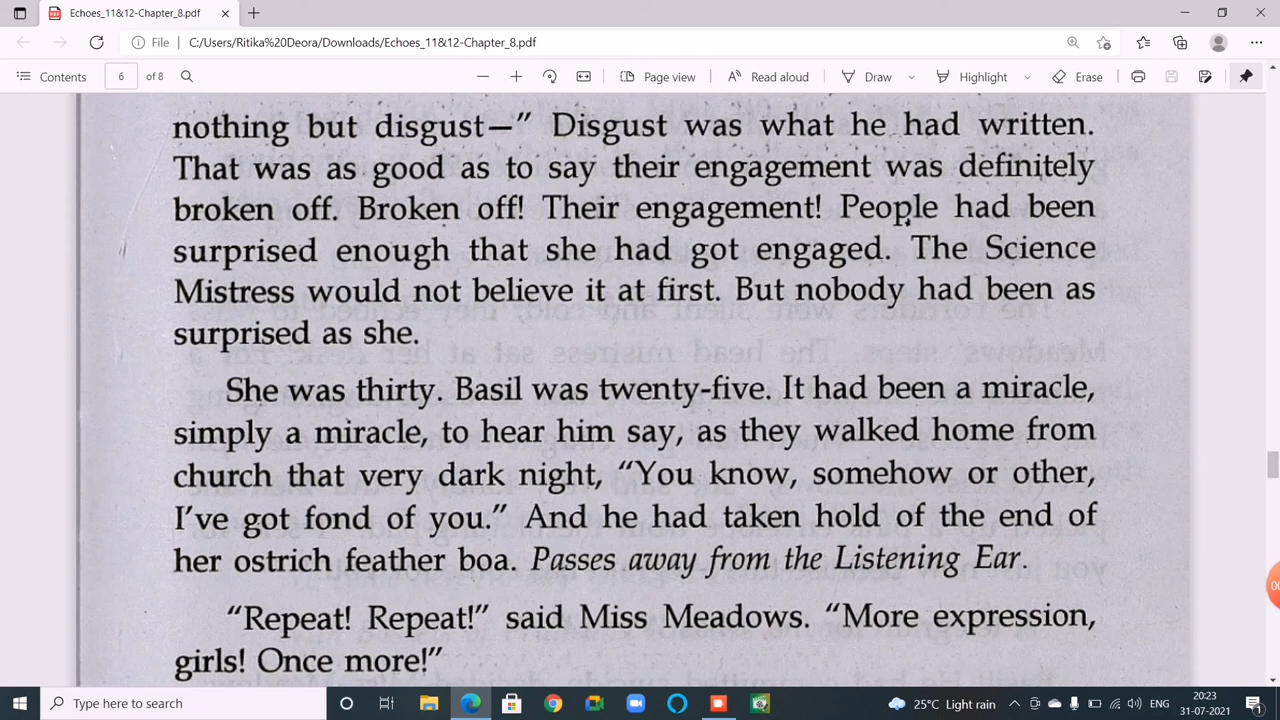 Echoes_11&12-Chapter_8.pdf
File C:/Users/Ritika%20Deora/Downloads/Echoes_11&12-Chapter_8.pdf
Contents 6 of 8 Page view Read aloud Draw Highlight Erase
nothing but disgust—” Disgust was what he had written.
That was as good as to say their engagement was definitely
broken off. Broken off! Their engagement! People had been
surprised enough that she had got engaged. The Science
Mistress would not believe it at first. But nobody had been as
surprised as she.
She was thirty. Basil was twenty-five. It had been a miracle,
simply a miracle, to hear him say, as they walked home from
church that very dark night, “You know, somehow or other,
I’ve got fond of you.” And he had taken hold of the end of
her ostrich feather boa. Passes away from the Listening Ear.
“Repeat! Repeat!” said Miss Meadows. “More expression,
girls! Once more!”
Type here to search
25°C Light rain
ENG
20:23
31-07-2021